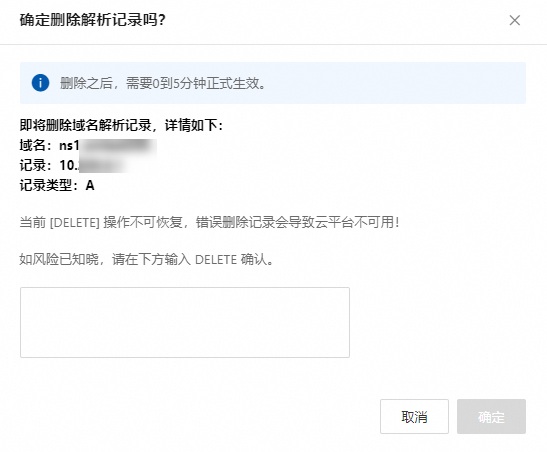 确定删除解析记录吗？
删除之后，需要0到5分钟正式生效。
即将删除域名解析记录，详情如下：
域名：ns1
记录：10.
记录类型：A
当前 [DELETE] 操作不可恢复，错误删除记录会导致云平台不可用！
如风险已知晓，请在下方输入 DELETE 确认。
取消
确定